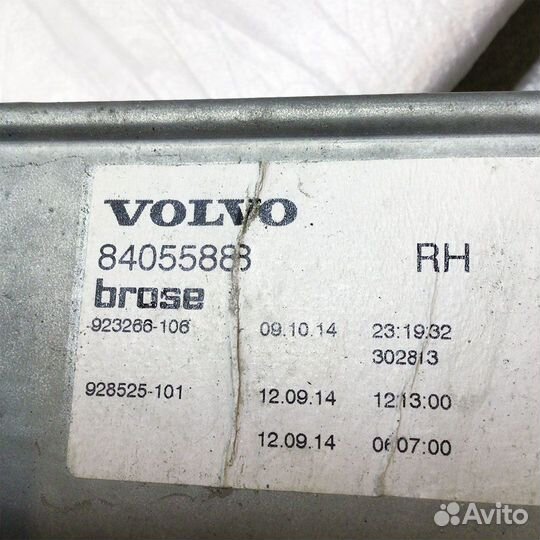 VOLVO
84055888 RH
brose
923266-106 09.10.14 23:19:32
302813
928525-101 12.09.14 12:13:00
12.09.14 06:07:00
Avito